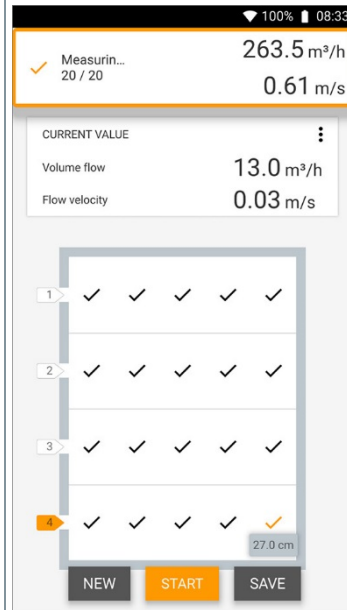 100% 08:33
Measurin... 263.5 m³/h
20 / 20 0.61 m/s
CURRENT VALUE
Volume flow 13.0 m³/h
Flow velocity 0.03 m/s
1
2
3
4
27.0 cm
NEW START SAVE